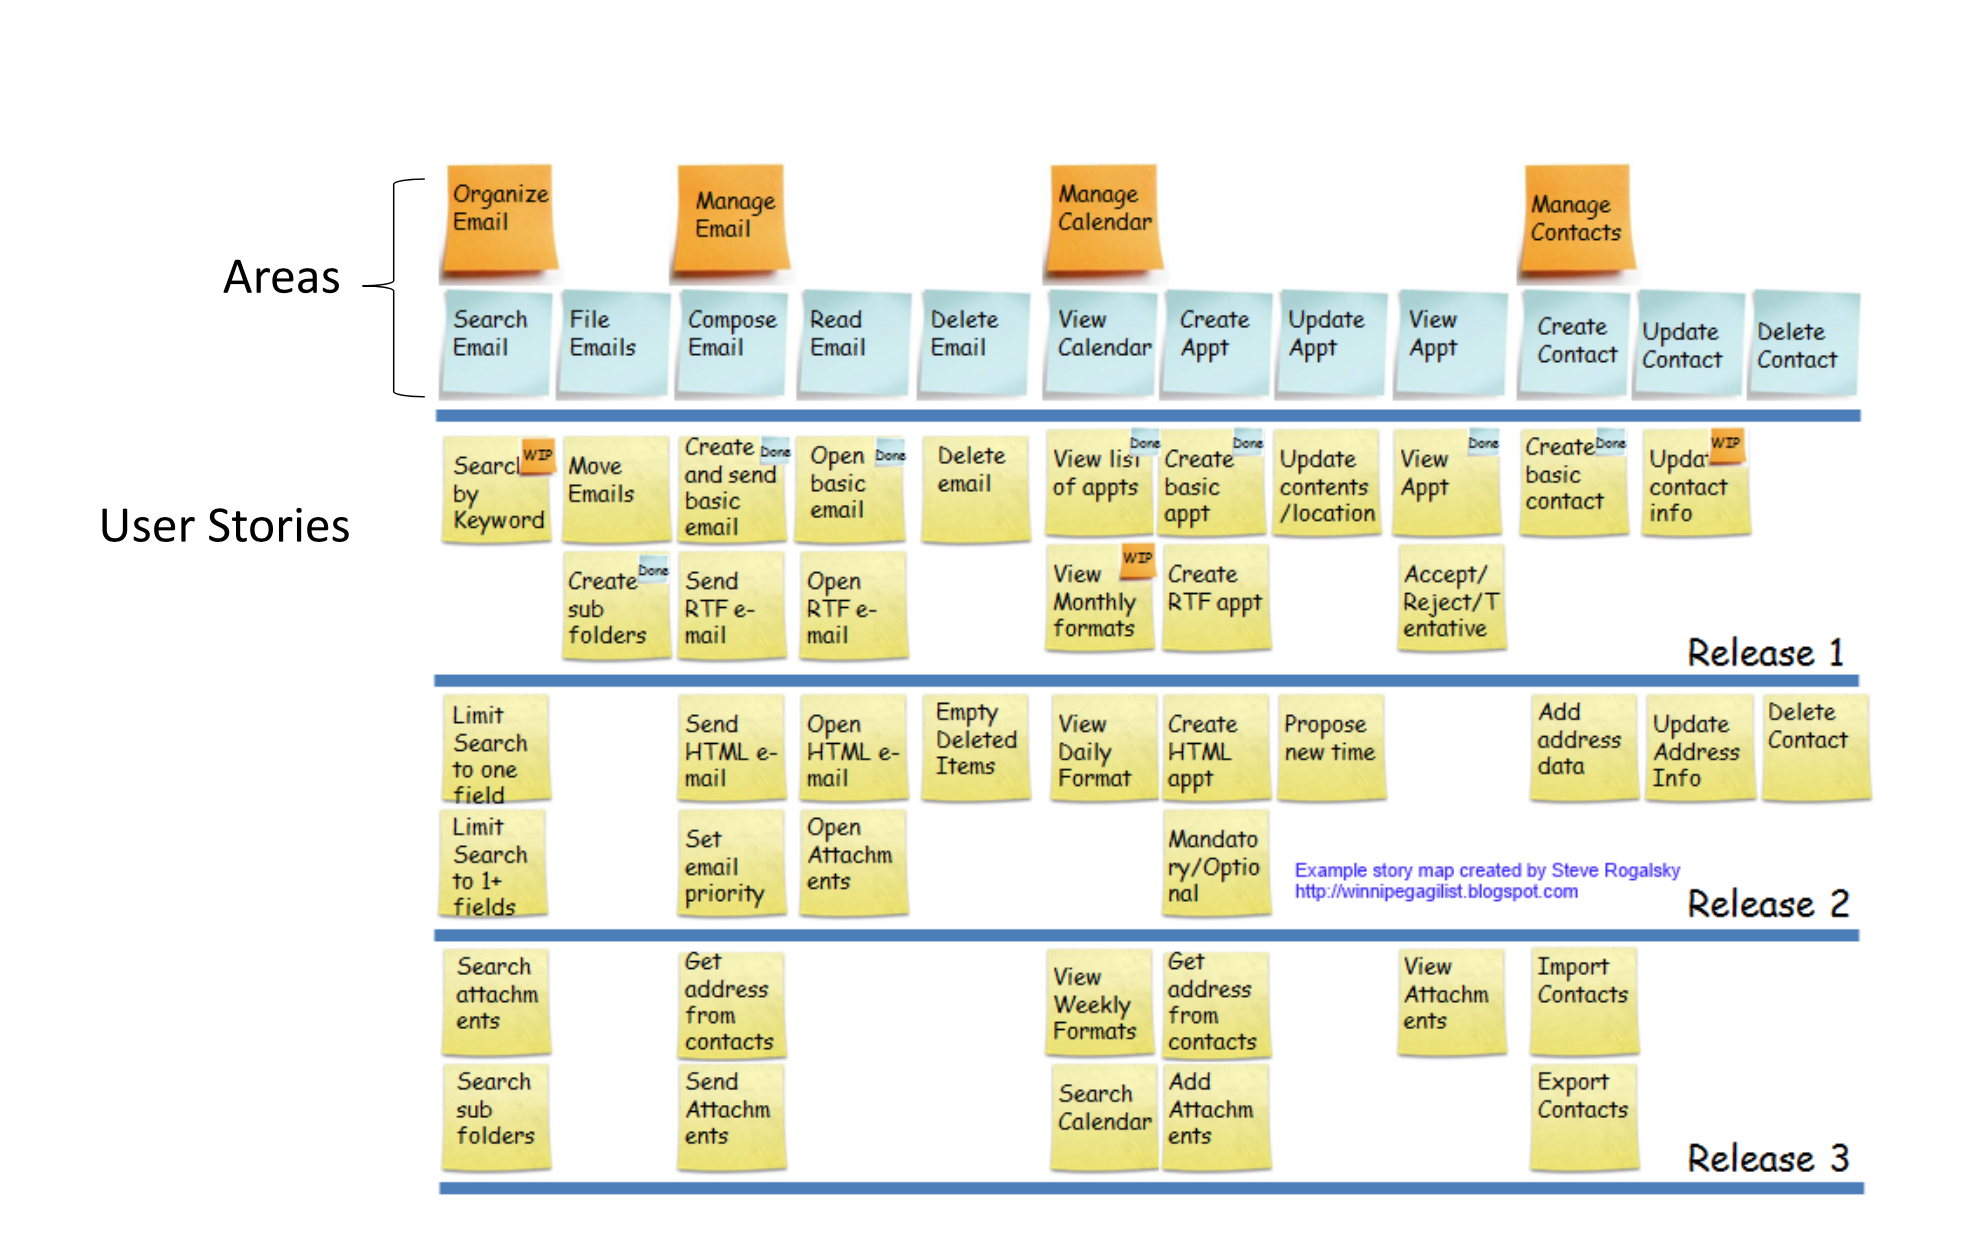 Organize
Email
Manage
Email
Manage
Calendar
Manage
Contacts
Areas
Search
Email
File
Emails
Compose
Email
Read
Email
Delete
Email
View
Calendar
Create
Appt
Update
Appt
View
Appt
Create
Contact
Update
Contact
Delete
Contact
User Stories
WIP
by
Keyword
Move
Emails
Create
and send
basic
email
Done
Open
basic
email
Done
Delete
email
View list
of appts
Done
Create
basic
appt
Done
Update
contents
/location
View
Appt
Done
Create
basic
contact
Done
WIP
contact
info
Create
sub
folders
Done
Send
RTF e-
mail
Open
RTF e-
mail
View
Monthly
formats
WIP
Create
RTF appt
Accept/
Reject/T
entative
Release 1
Limit
Search
to one
field
Send
HTML e-
mail
Open
HTML e-
mail
Empty
Deleted
Items
View
Daily
Format
Create
HTML
appt
Propose
new time
Add
address
data
Update
Address
Info
Delete
Contact
Limit
Search
to 1+
fields
Set
email
priority
Open
Attachm
ents
Mandato
ry/Optio
nal
Example story map created by Steve Rogalsky
http://winnipegagilist.blogspot.com
Release 2
Search
attachm
ents
Get
address
from
contacts
View
Weekly
Formats
Get
address
from
contacts
View
Attachm
ents
Import
Contacts
Search
sub
folders
Send
Attachm
ents
Search
Calendar
Add
Attachm
ents
Export
Contacts
Release 3